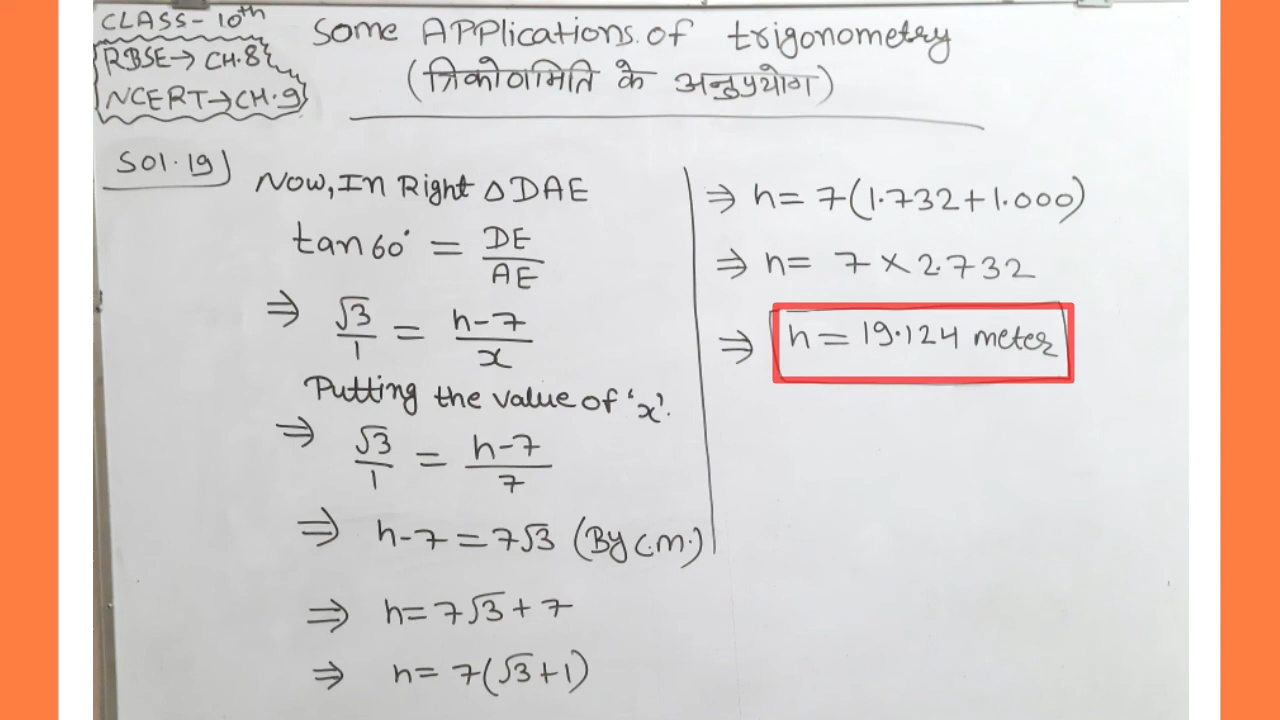 CLASS-10th
RBSE→CH.8
NCERT→CH.9
Some APPlications.of trigonometry
(त्रिकोणमिति के अनुप्रयोग)
Sol.19)
Now, In Right △DAE
tan60° = DE/AE
⇒ √3/1 = h-7/x
Putting the value of 'x'.
⇒ √3/1 = h-7/7
⇒ h-7=7√3 (By C.M.)
⇒ h=7√3+7
⇒ h= 7(√3+1)
⇒ h= 7(1.732+1.000)
⇒ h= 7×2.732
⇒ h=19.124 meter